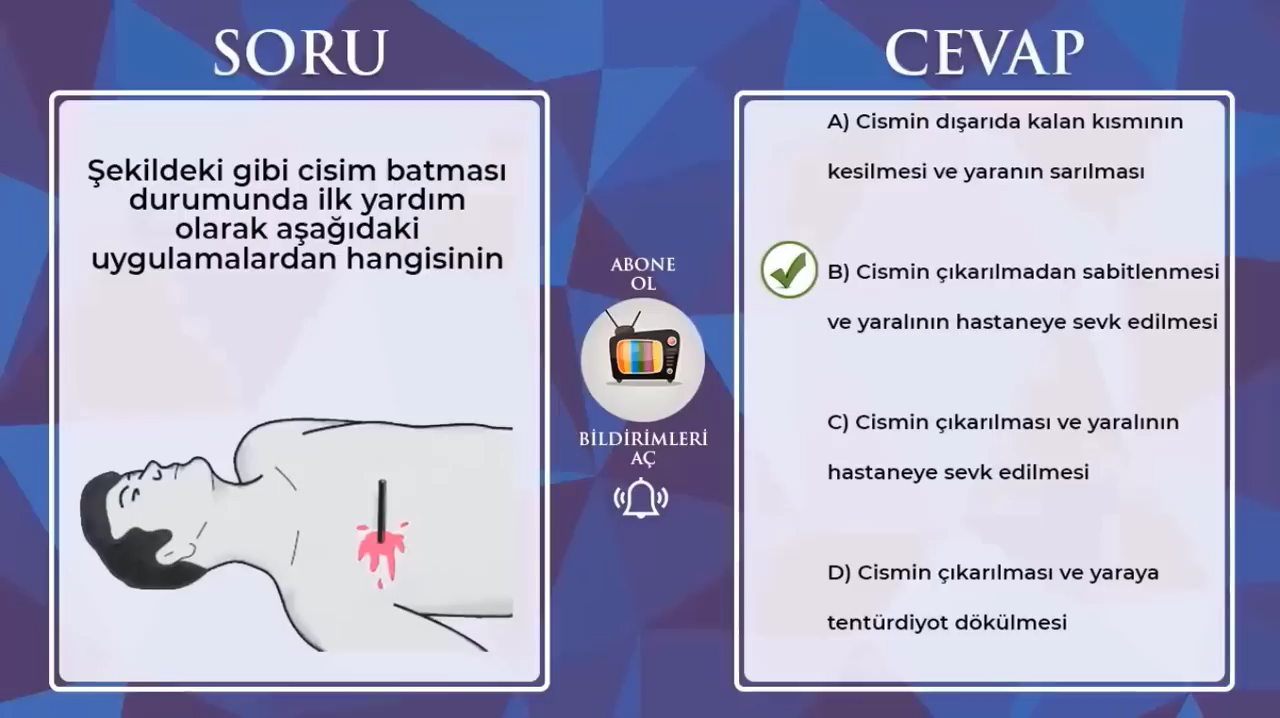 SORU
Şekildeki gibi cisim batması
durumunda ilk yardım
olarak aşağıdaki
uygulamalardan hangisinin
ABONE
OL
BİLDİRİMLERİ
AÇ
CEVAP
A) Cismin dışarıda kalan kısmının
kesilmesi ve yaranın sarılması
B) Cismin çıkarılmadan sabitlenmesi
ve yaralının hastaneye sevk edilmesi
C) Cismin çıkarılması ve yaralının
hastaneye sevk edilmesi
D) Cismin çıkarılması ve yaraya
tentürdiyot dökülmesi